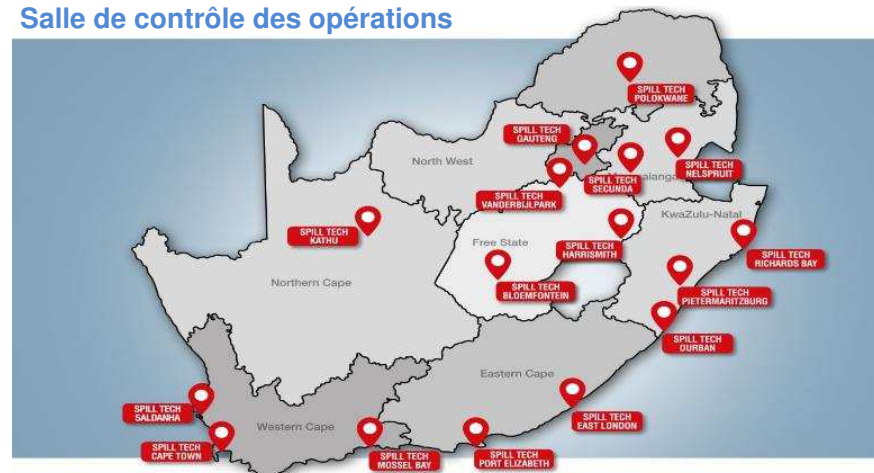 Salle de contrôle des opérations
SPILL TECH
POLOKWANE
SPILL TECH
GAUTENG
North West
SPILL TECH
NELSPRUIT
SPILL TECH
SECUNDA
SPILL TECH
VANDERBIJLPARK
KwaZulu-Natal
SPILL TECH
KATHU
Free State
SPILL TECH
HARRISMITH
SPILL TECH
RICHARDS BAY
Northern Cape
SPILL TECH
BLOEMFONTEIN
SPILL TECH
PIETERMARITZBURG
SPILL TECH
DURBAN
Eastern Cape
SPILL TECH
SALDANHA
SPILL TECH
EAST LONDON
Western Cape
SPILL TECH
CAPE TOWN
SPILL TECH
MOSSEL BAY
SPILL TECH
PORT ELIZABETH